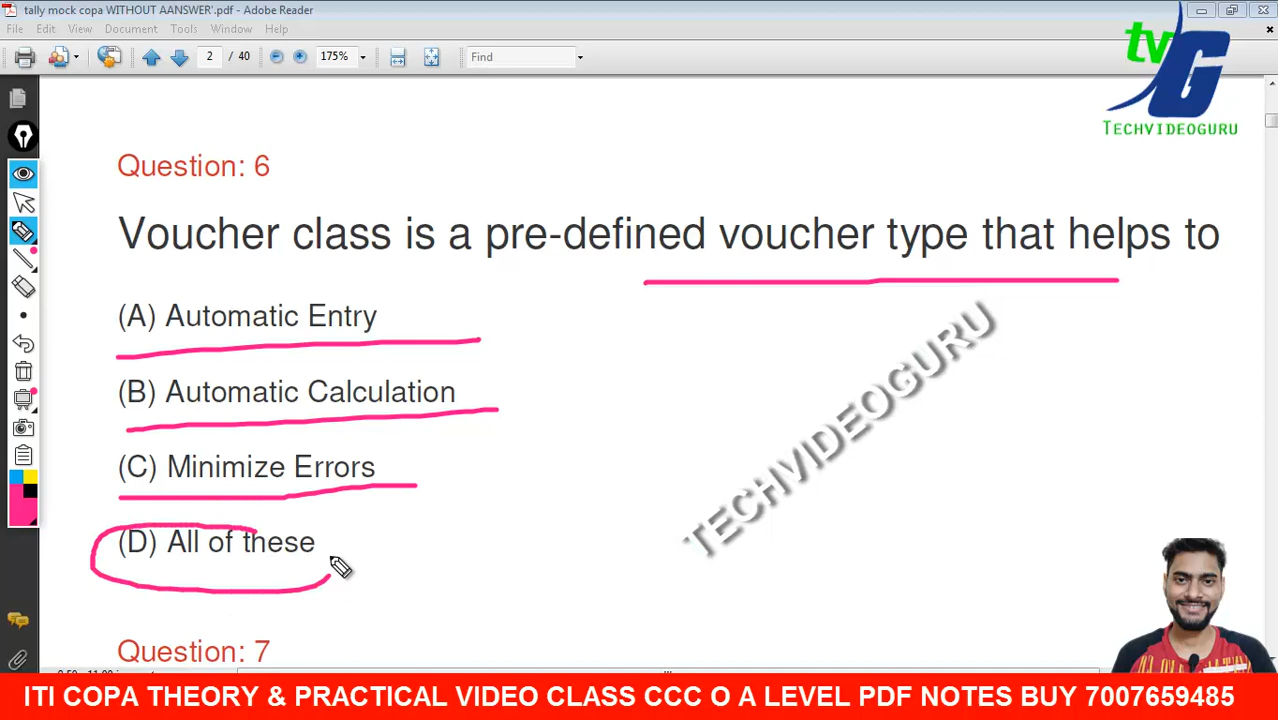 tally mock copa WITHOUT AANSWER'.pdf - Adobe Reader
File Edit View Document Tools Window Help
2 / 40 175% Find
tv
G
TECHVIDEOGURU
Question: 6
Voucher class is a pre-defined voucher type that helps to
(A) Automatic Entry
(B) Automatic Calculation
(C) Minimize Errors
(D) All of these
TECHVIDEOGURU
Question: 7
ITI COPA THEORY & PRACTICAL VIDEO CLASS CCC O A LEVEL PDF NOTES BUY 7007659485